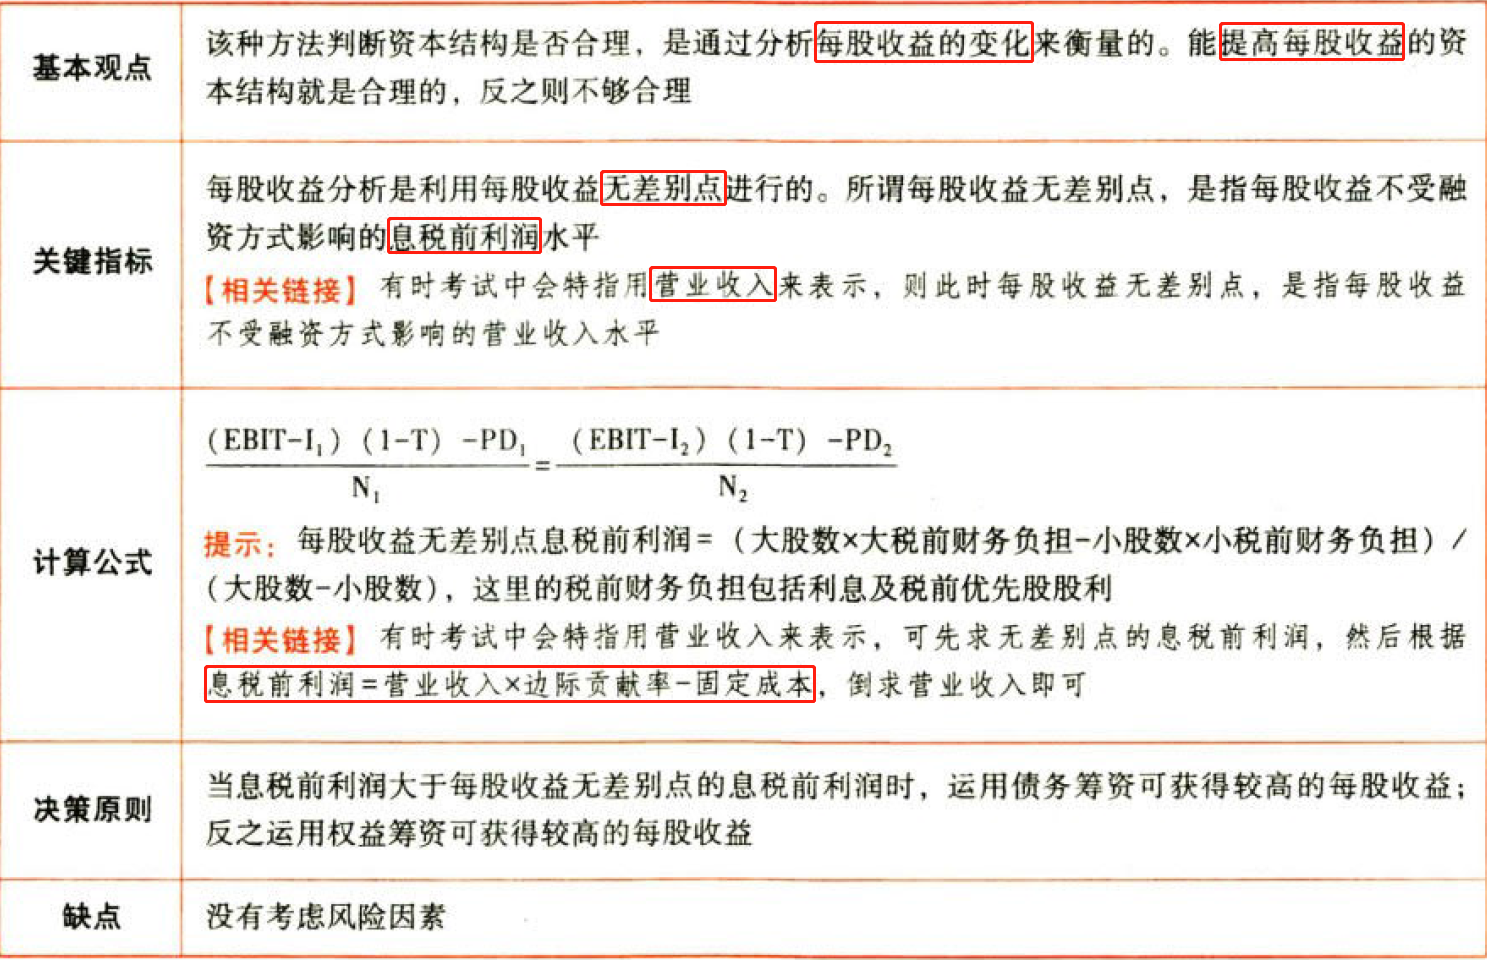 基本观点
该种方法判断资本结构是否合理，是通过分析每股收益的变化来衡量的。能提高每股收益的资
本结构就是合理的，反之则不够合理
关键指标
每股收益分析是利用每股收益无差别点进行的。所谓每股收益无差别点，是指每股收益不受融
资方式影响的息税前利润水平
【相关链接】 有时考试中会特指用营业收入来表示，则此时每股收益无差别点，是指每股收益
不受融资方式影响的营业收入水平
计算公式
(EBIT-I₁)(1-T)-PD₁/N₁=(EBIT-I₂)(1-T)-PD₂/N₂
提示：每股收益无差别点息税前利润=（大股数×大税前财务负担-小股数×小税前财务负担）/
（大股数-小股数），这里的税前财务负担包括利息及税前优先股股利
【相关链接】 有时考试中会特指用营业收入来表示，可先求无差别点的息税前利润，然后根据
息税前利润=营业收入×边际贡献率-固定成本，倒求营业收入即可
决策原则
当息税前利润大于每股收益无差别点的息税前利润时，运用债务筹资可获得较高的每股收益；
反之运用权益筹资可获得较高的每股收益
缺点
没有考虑风险因素